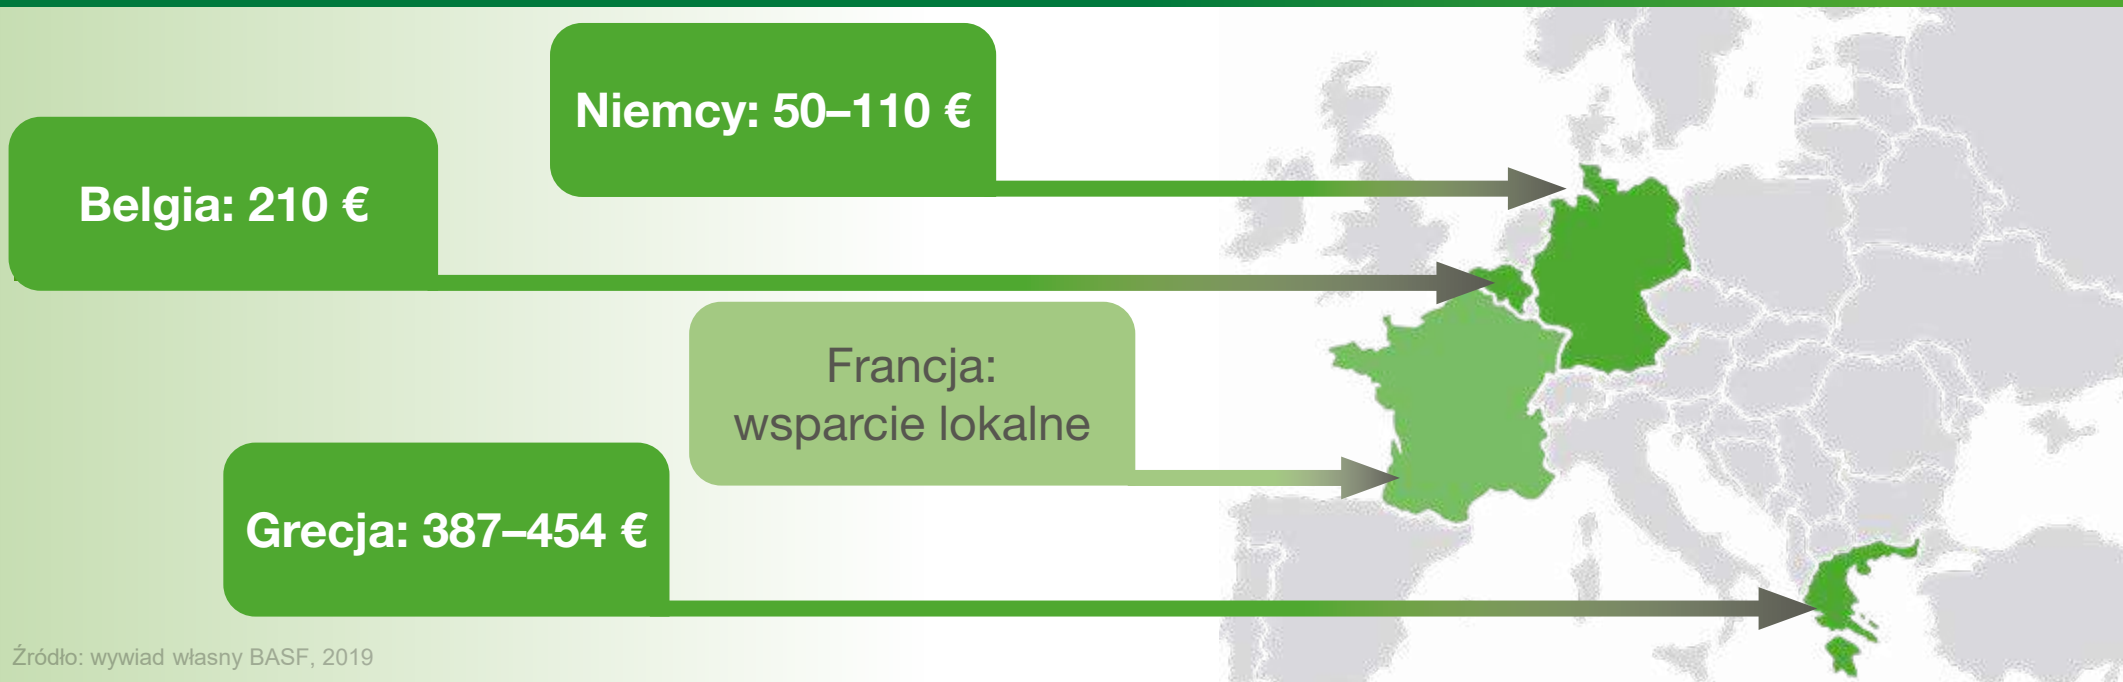 Niemcy: 50–110 €
Belgia: 210 €
Francja:
wsparcie lokalne
Grecja: 387–454 €
Źródło: wywiad własny BASF, 2019